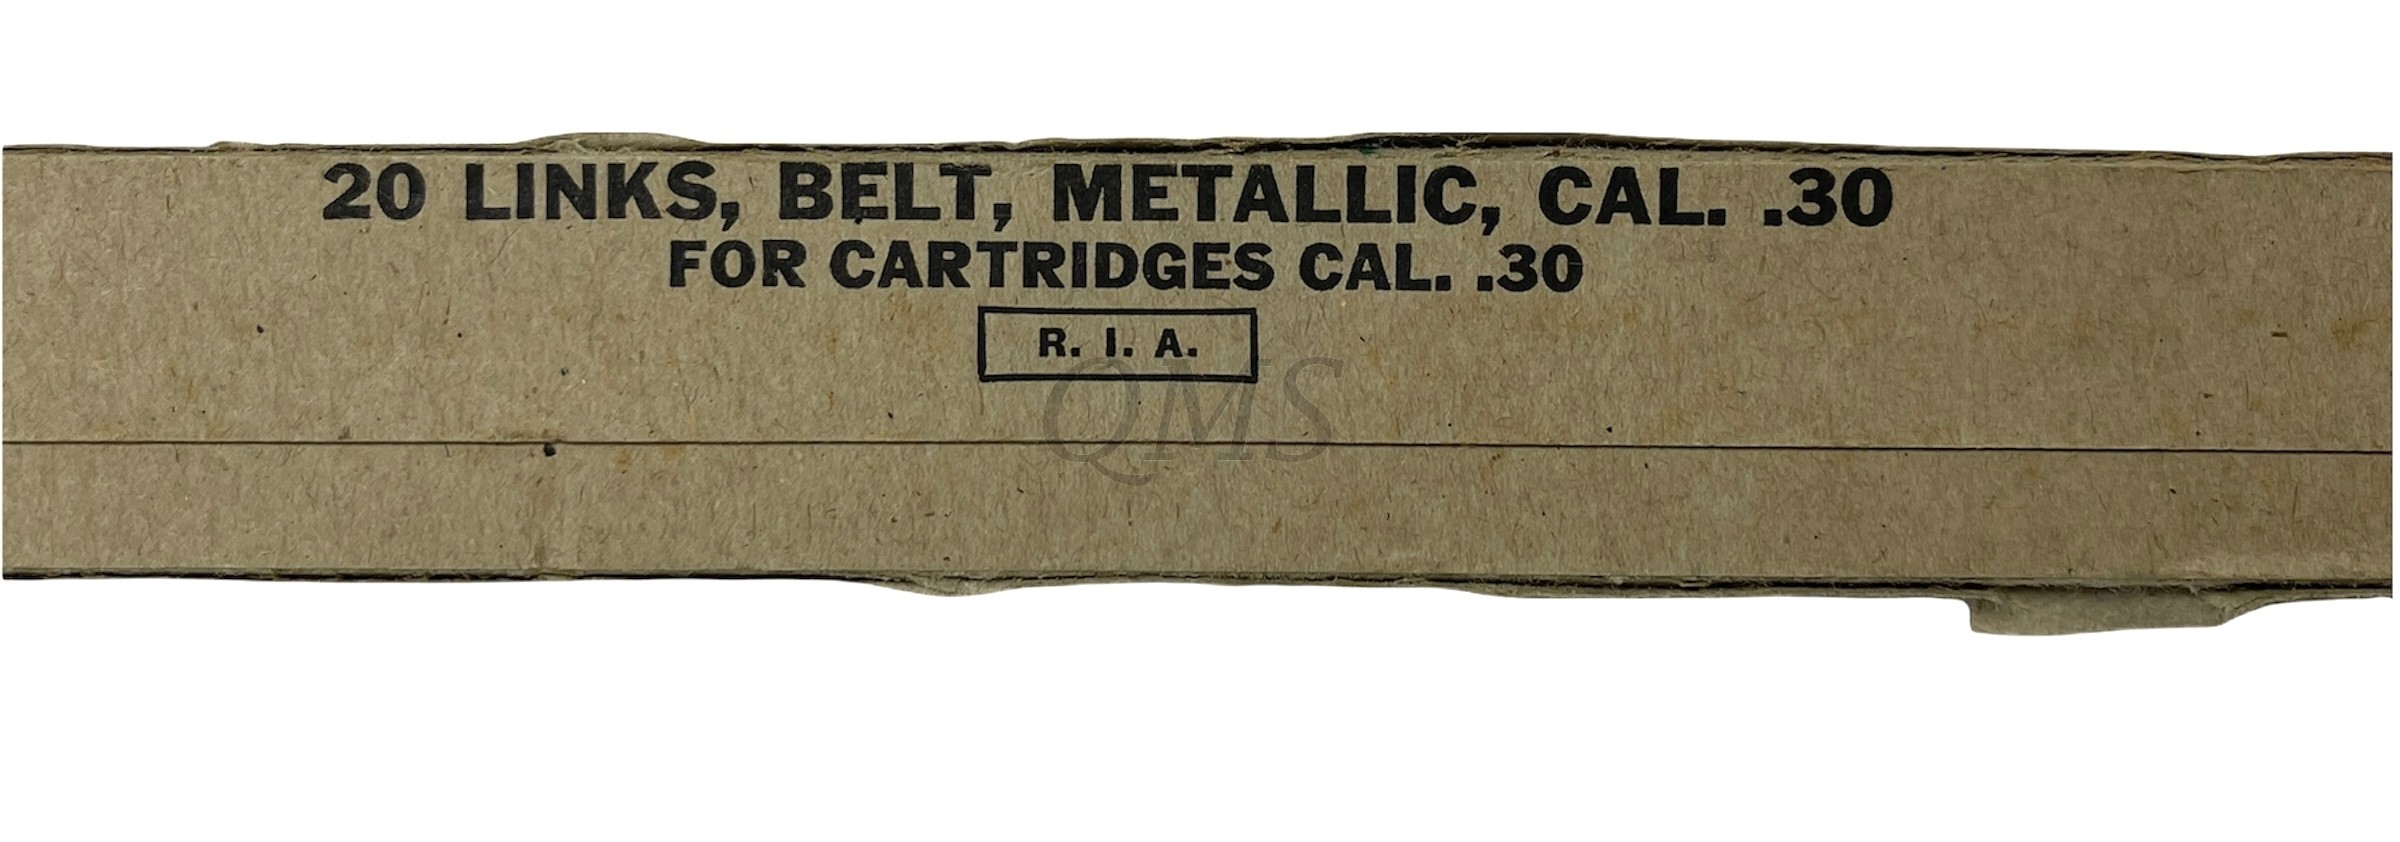 20 LINKS, BELT, METALLIC, CAL. .30
FOR CARTRIDGES CAL. .30
R. I. A.
QMS